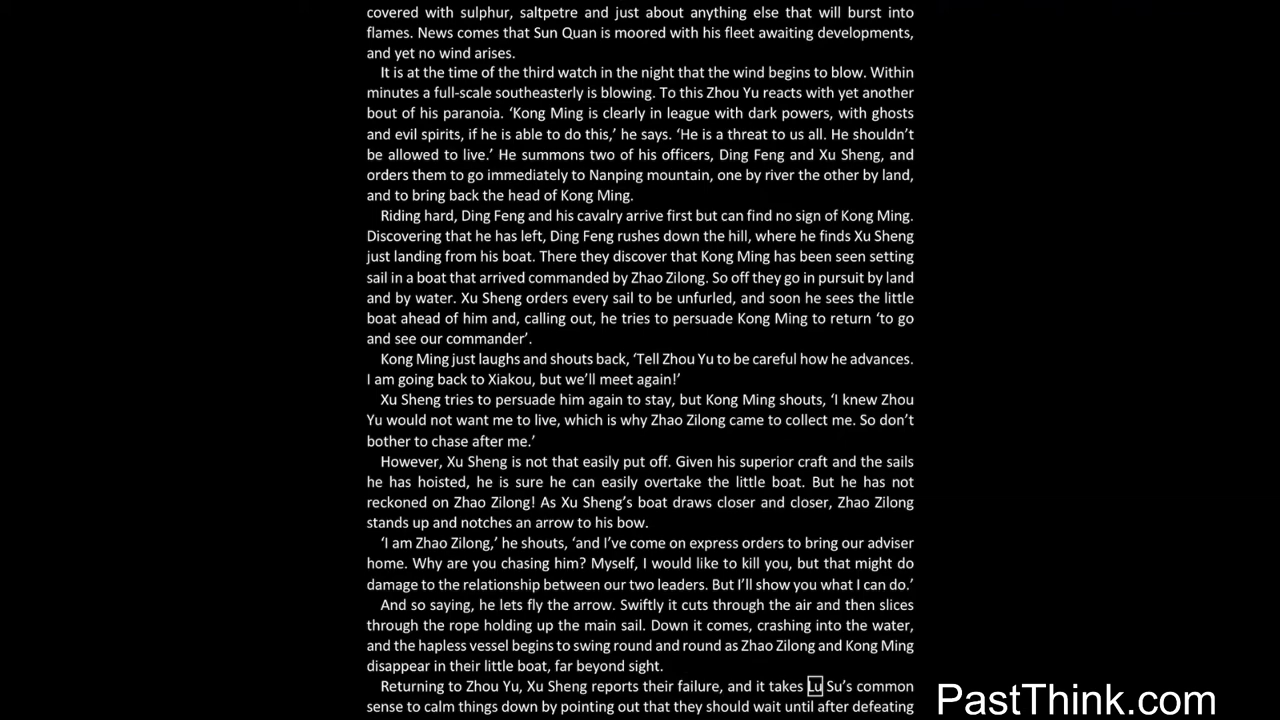 covered with sulphur, saltpetre and just about anything else that will burst into
flames. News comes that Sun Quan is moored with his fleet awaiting developments,
and yet no wind arises.
It is at the time of the third watch in the night that the wind begins to blow. Within
minutes a full-scale southeasterly is blowing. To this Zhou Yu reacts with yet another
bout of his paranoia. ‘Kong Ming is clearly in league with dark powers, with ghosts
and evil spirits, if he is able to do this,’ he says. ‘He is a threat to us all. He shouldn’t
be allowed to live.’ He summons two of his officers, Ding Feng and Xu Sheng, and
orders them to go immediately to Nanping mountain, one by river the other by land,
and to bring back the head of Kong Ming.
Riding hard, Ding Feng and his cavalry arrive first but can find no sign of Kong Ming.
Discovering that he has left, Ding Feng rushes down the hill, where he finds Xu Sheng
just landing from his boat. There they discover that Kong Ming has been seen setting
sail in a boat that arrived commanded by Zhao Zilong. So off they go in pursuit by land
and by water. Xu Sheng orders every sail to be unfurled, and soon he sees the little
boat ahead of him and, calling out, he tries to persuade Kong Ming to return ‘to go
and see our commander’.
Kong Ming just laughs and shouts back, ‘Tell Zhou Yu to be careful how he advances.
I am going back to Xiakou, but we’ll meet again!’
Xu Sheng tries to persuade him again to stay, but Kong Ming shouts, ‘I knew Zhou
Yu would not want me to live, which is why Zhao Zilong came to collect me. So don’t
bother to chase after me.’
However, Xu Sheng is not that easily put off. Given his superior craft and the sails
he has hoisted, he is sure he can easily overtake the little boat. But he has not
reckoned on Zhao Zilong! As Xu Sheng’s boat draws closer and closer, Zhao Zilong
stands up and notches an arrow to his bow.
‘I am Zhao Zilong,’ he shouts, ‘and I’ve come on express orders to bring our adviser
home. Why are you chasing him? Myself, I would like to kill you, but that might do
damage to the relationship between our two leaders. But I’ll show you what I can do.’
And so saying, he lets fly the arrow. Swiftly it cuts through the air and then slices
through the rope holding up the main sail. Down it comes, crashing into the water,
and the hapless vessel begins to swing round and round as Zhao Zilong and Kong Ming
disappear in their little boat, far beyond sight.
Returning to Zhou Yu, Xu Sheng reports their failure, and it takes Lu Su’s common
sense to calm things down by pointing out that they should wait until after defeating
PastThink.com